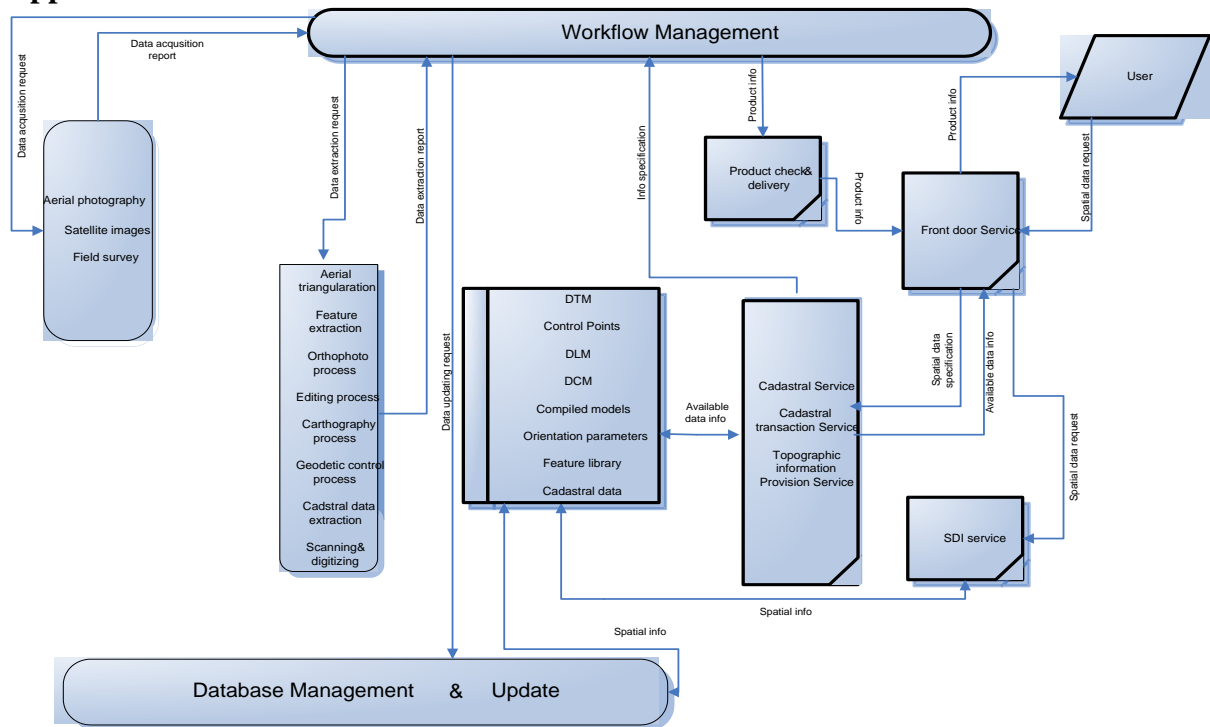 Workflow Management
Data acqusition
report
Data acqusition request
User
Product info
Product info
Data extraction request
Data extraction report
Info specification
Spatial data request
Product check&
delivery
Product info
Front door Service
Aerial photography
Satellite images
Field survey
Aerial
triangularation
Feature
extraction
Orthophoto
process
Editing process
Carthography
process
Geodetic control
process
Cadstral data
extraction
Scanning&
digitizing
Data updating request
DTM
Control Points
DLM
DCM
Compiled models
Orientation parameters
Feature library
Cadastral data
Available
data info
Cadastral Service
Cadastral
transaction Service
Topographic
information
Provision Service
Spatial data
specification
Available data info
Spatial data request
SDI service
Spatial info
Spatial info
Database Management & Update